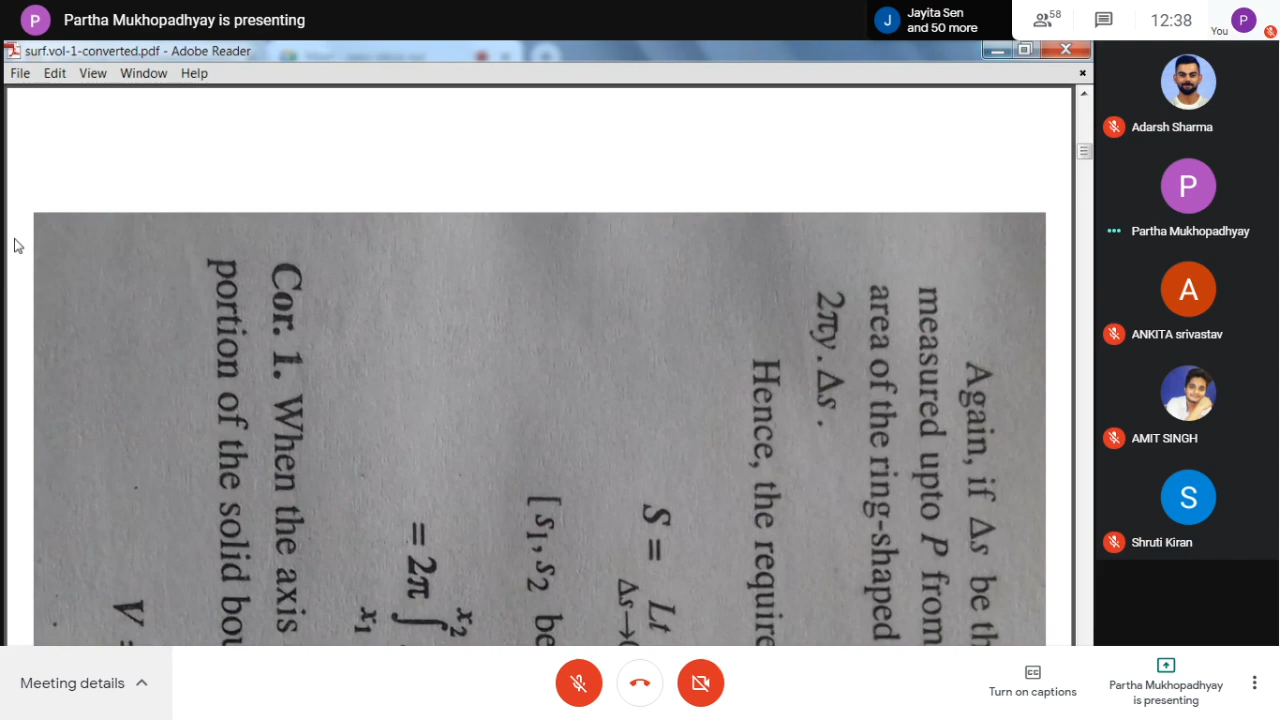 P
Partha Mukhopadhyay is presenting
J
Jayita Sen
and 50 more
58
12:38
You
P
surf.vol-1-converted.pdf - Adobe Reader
File Edit View Window Help
Again, if Δs be th
measured upto P from
area of the ring-shaped
2πy.Δs.
Hence, the require
S = Lt
Δs→0
[ s₁, s₂ be
= 2π ∫
x₂
x₁
Cor. 1. When the axis
portion of the solid bou
V =
Adarsh Sharma
P
Partha Mukhopadhyay
A
ANKITA srivastav
AMIT SINGH
S
Shruti Kiran
Meeting details
CC
Turn on captions
Partha Mukhopadhyay
is presenting